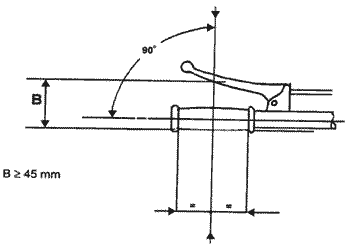 90°
B
B ≥ 45 mm
= =